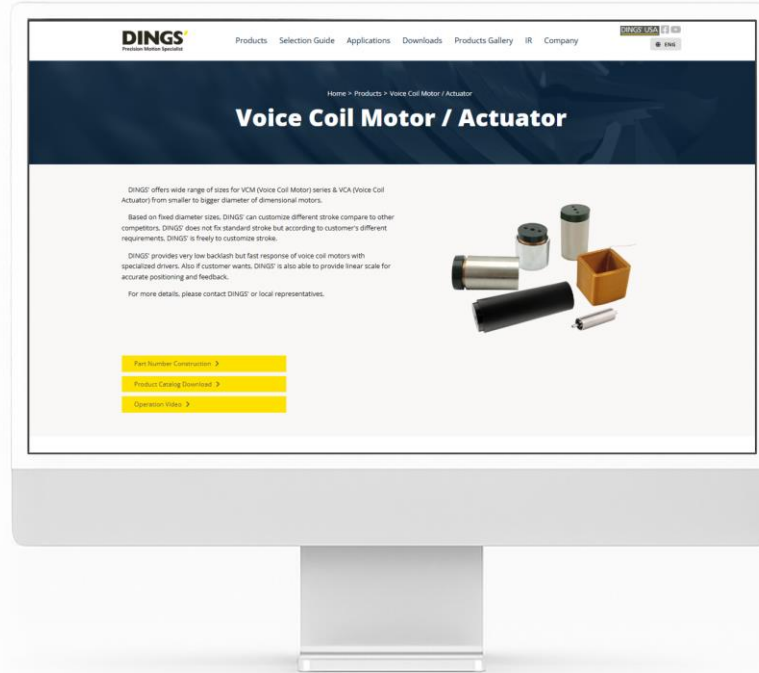 DINGS'
Precision Motion Specialist
Products Selection Guide Applications Downloads Products Gallery IR Company
DINGS' USA
ENG
Home > Products > Voice Coil Motor / Actuator
Voice Coil Motor / Actuator
DINGS' offers wide range of sizes for VCM (Voice Coil Motor) series & VCA (Voice Coil
Actuator) from smaller to bigger diameter of dimensional motors.
Based on fixed diameter sizes, DINGS' can customize different stroke compare to other
competitors, DINGS' does not fix standard stroke but according to customer's different
requirements, DINGS' is freely to customize stroke.
DINGS' provides very low backlash but fast response of voice coil motors with
specialized drivers. Also if customer wants, DINGS' is also able to provide linear scale for
accurate positioning and feedback.
For more details, please contact DINGS' or local representatives.
Part Number Construction >
Product Catalog Download >
Operation Video >